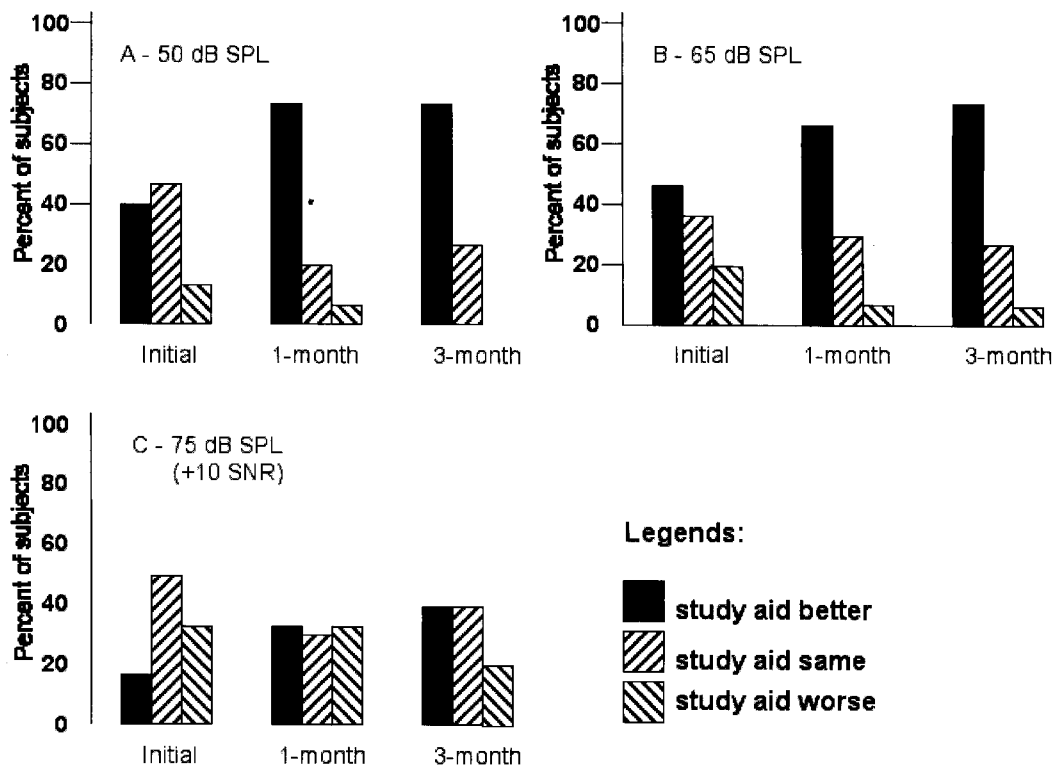 A - 50 dB SPL
Percent of subjects
100
80
60
40
20
0
Initial 1-month 3-month
B - 65 dB SPL
Percent of subjects
100
80
60
40
20
0
Initial 1-month 3-month
C - 75 dB SPL
(+10 SNR)
Percent of subjects
100
80
60
40
20
0
Initial 1-month 3-month
Legends:
study aid better
study aid same
study aid worse